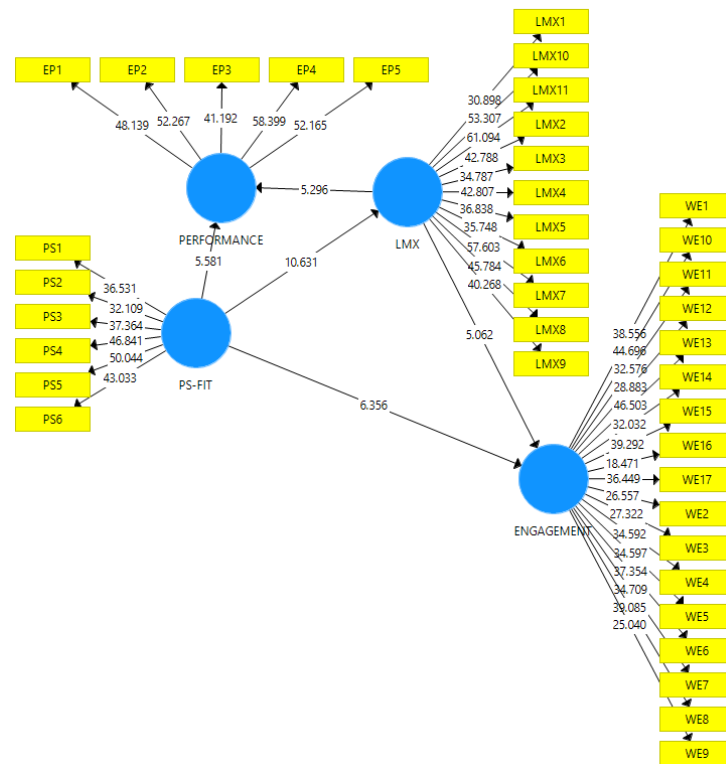 LMX1
LMX10
LMX11
LMX2
LMX3
LMX4
LMX5
LMX6
LMX7
LMX8
LMX9
30.898
53.307
61.094
42.788
34.787
42.807
36.838
35.748
57.603
45.784
40.268
EP1
EP2
EP3
EP4
EP5
48.139
52.267
41.192
58.399
52.165
5.296
PERFORMANCE
LMX
5.581
10.631
PS1
PS2
PS3
PS4
PS5
PS6
36.531
32.109
37.364
46.841
50.044
43.033
PS-FIT
5.062
6.356
ENGAGEMENT
WE1
WE10
WE11
WE12
WE13
WE14
WE15
WE16
WE17
WE2
WE3
WE4
WE5
WE6
WE7
WE8
WE9
38.556
44.696
32.576
28.883
46.503
32.032
39.292
18.471
36.449
26.557
27.322
34.592
34.597
37.354
34.709
39.085
25.040